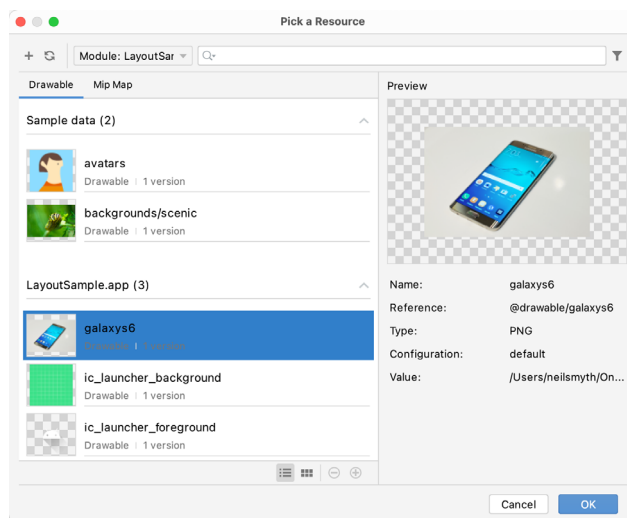 Pick a Resource
Module: LayoutSar
Drawable Mip Map
Sample data (2)
avatars
Drawable | 1 version
backgrounds/scenic
Drawable | 1 version
LayoutSample.app (3)
galaxys6
Drawable | 1 version
ic_launcher_background
Drawable | 1 version
ic_launcher_foreground
Drawable | 1 version
Preview
Name: galaxys6
Reference: @drawable/galaxys6
Type: PNG
Configuration: default
Value: /Users/neilsmyth/On...
Cancel OK